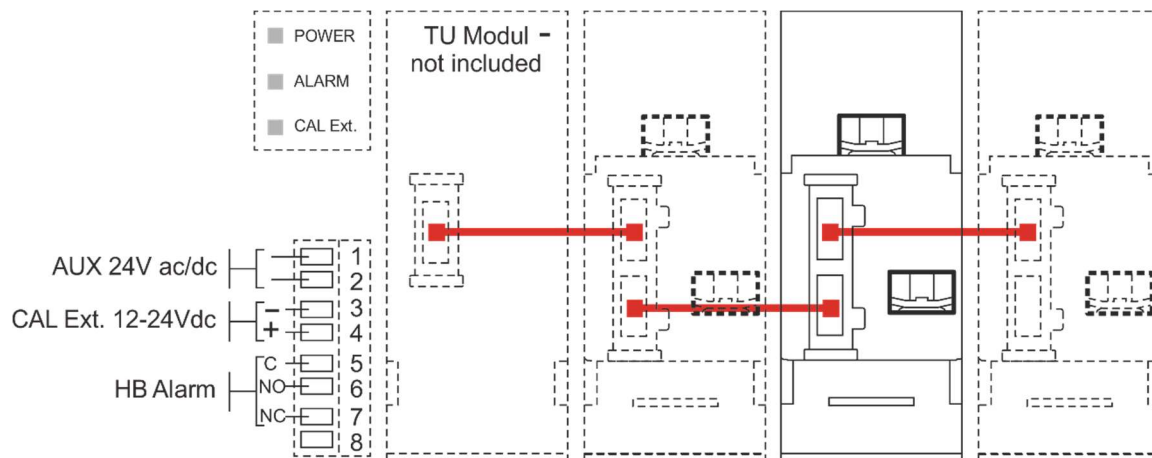 POWER
ALARM
CAL Ext.
TU Modul -
not included
AUX 24V ac/dc
1
2
CAL Ext. 12-24Vdc
-
3
+
4
HB Alarm
C
5
NO
6
NC
7
8